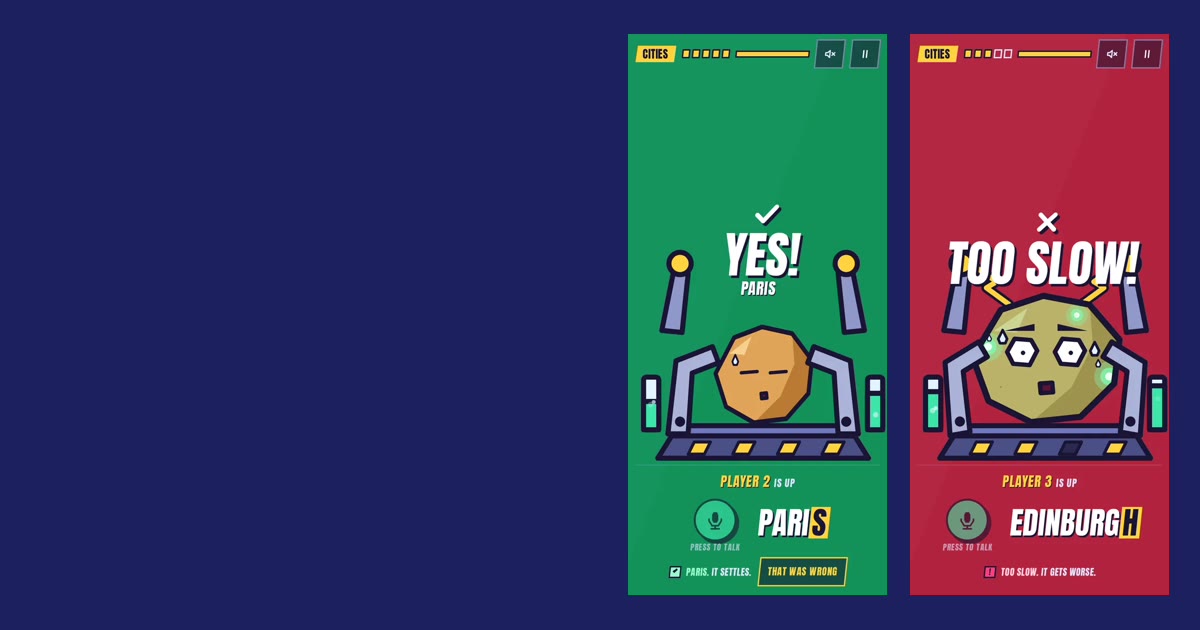 CITIES
YES!
PARIS
PLAYER 2 IS UP
PARIS
PRESS TO TALK
PARIS. IT SETTLES.
THAT WAS WRONG
CITIES
TOO SLOW!
PLAYER 3 IS UP
EDINBURGH
PRESS TO TALK
! TOO SLOW. IT GETS WORSE.